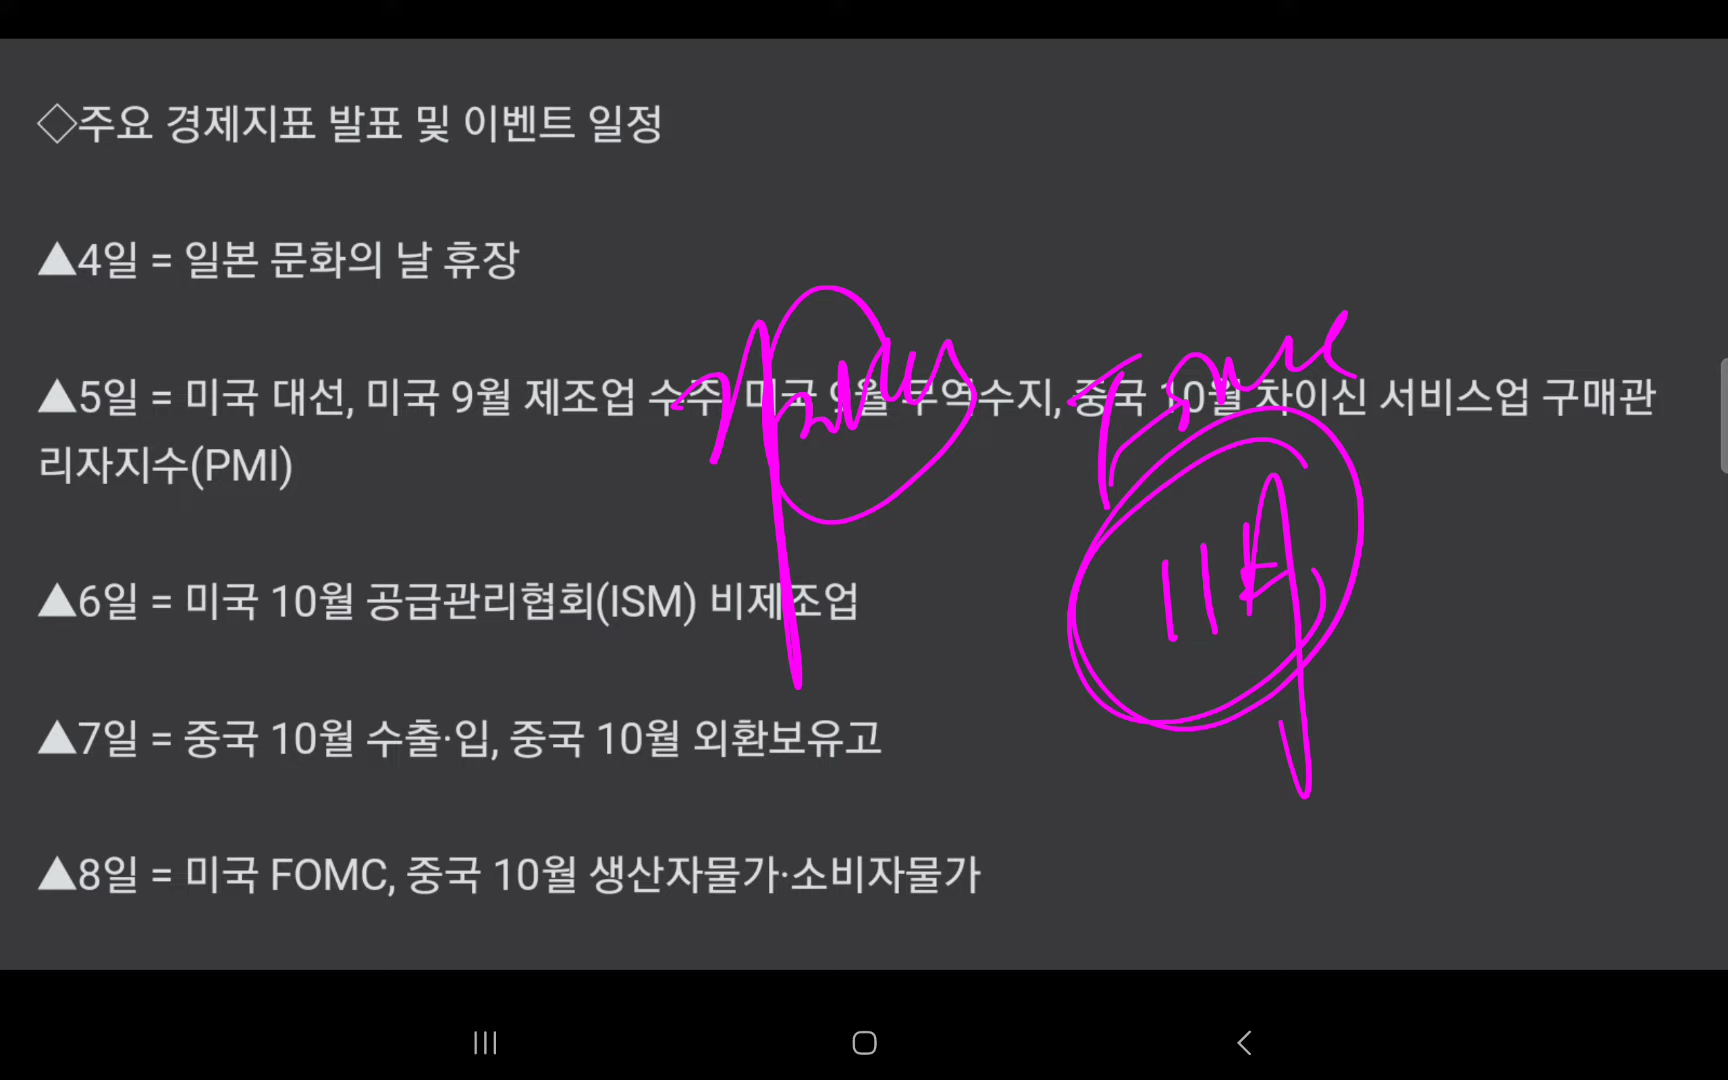 ◇주요 경제지표 발표 및 이벤트 일정
▲4일 = 일본 문화의 날 휴장
▲5일 = 미국 대선, 미국 9월 제조업 수주, 미국 9월 무역수지, 중국 10월 차이신 서비스업 구매관
리자지수(PMI)
▲6일 = 미국 10월 공급관리협회(ISM) 비제조업
▲7일 = 중국 10월 수출·입, 중국 10월 외환보유고
▲8일 = 미국 FOMC, 중국 10월 생산자물가·소비자물가